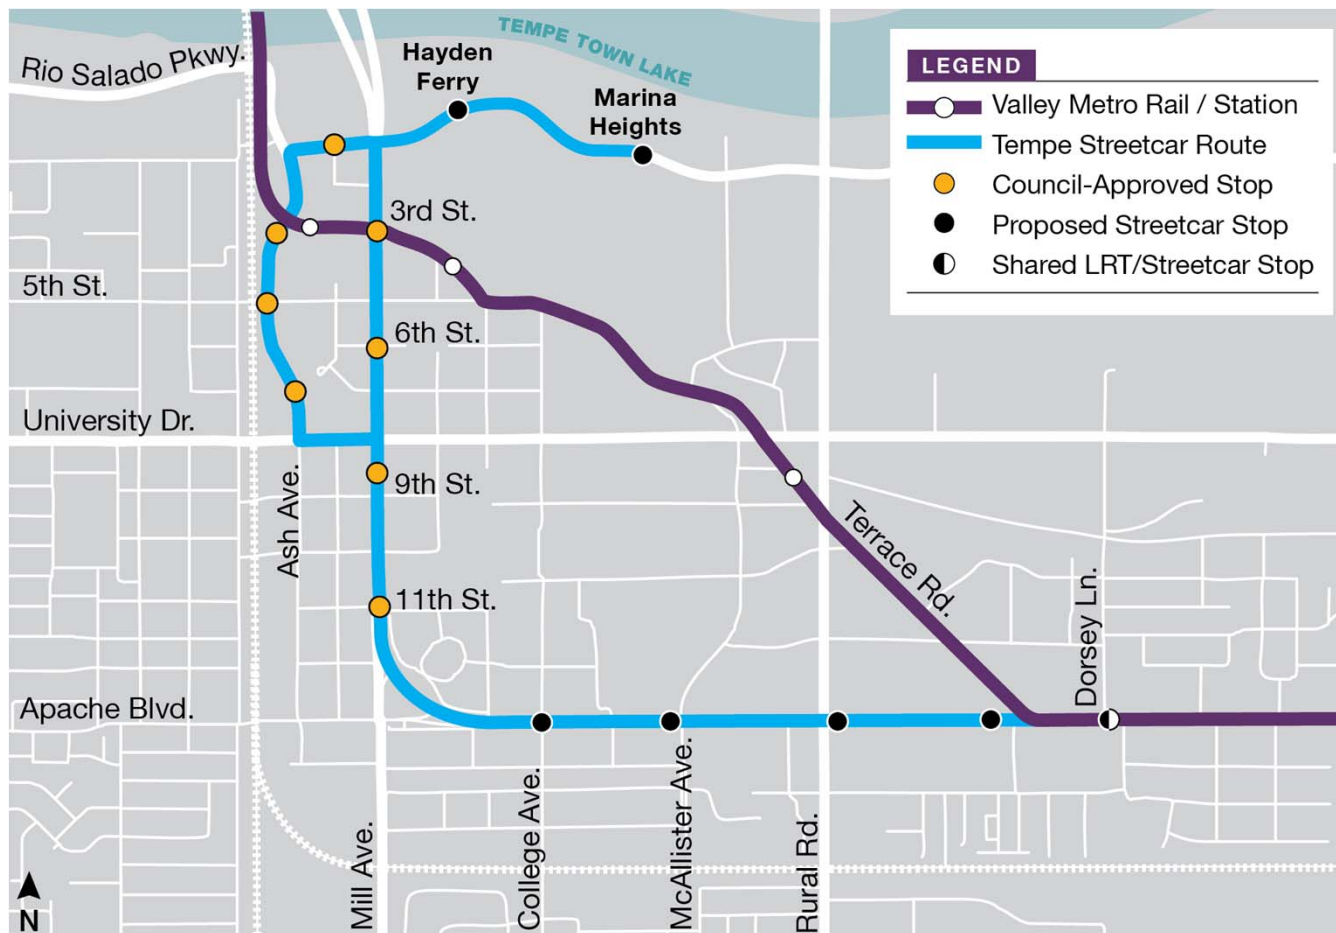 TEMPE TOWN LAKE
Rio Salado Pkwy.
Hayden
Ferry
Marina
Heights
LEGEND
Valley Metro Rail / Station
Tempe Streetcar Route
Council-Approved Stop
Proposed Streetcar Stop
Shared LRT/Streetcar Stop
3rd St.
5th St.
6th St.
University Dr.
9th St.
Ash Ave.
11th St.
Terrace Rd.
Dorsey Ln.
Apache Blvd.
Mill Ave.
College Ave.
McAllister Ave.
Rural Rd.
N